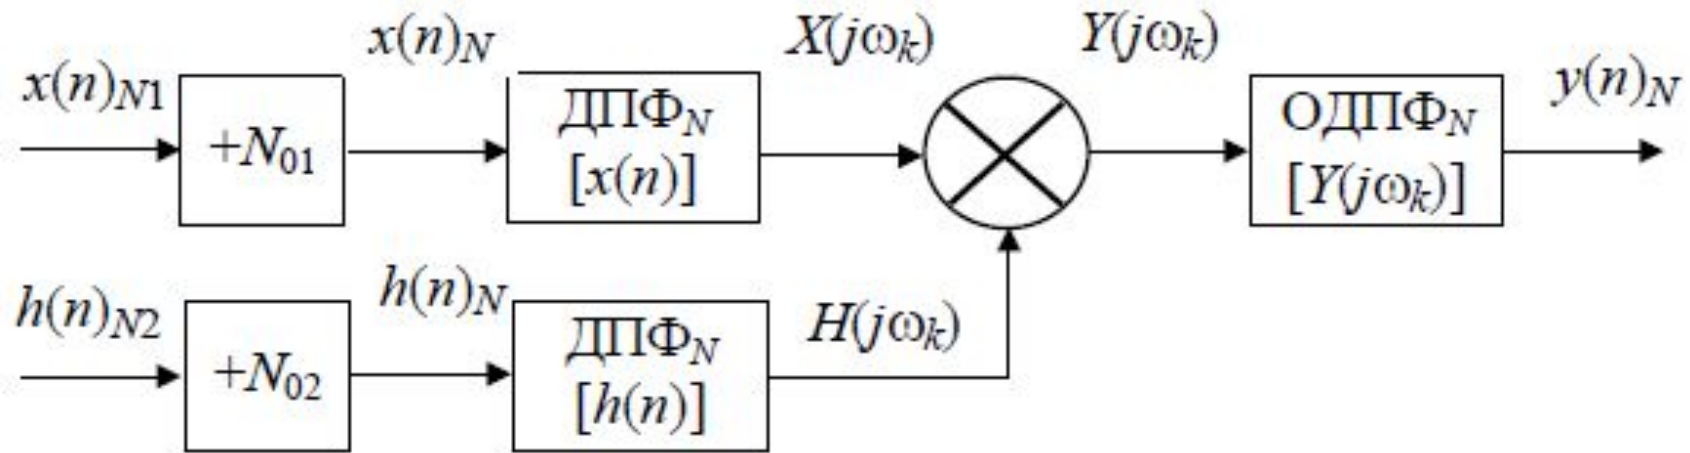 x(n)N1
+N01
x(n)N
ДПФN
[x(n)]
X(jωk)
Y(jωk)
ОДПФN
[Y(jωk)]
y(n)N
h(n)N2
+N02
h(n)N
ДПФN
[h(n)]
H(jωk)